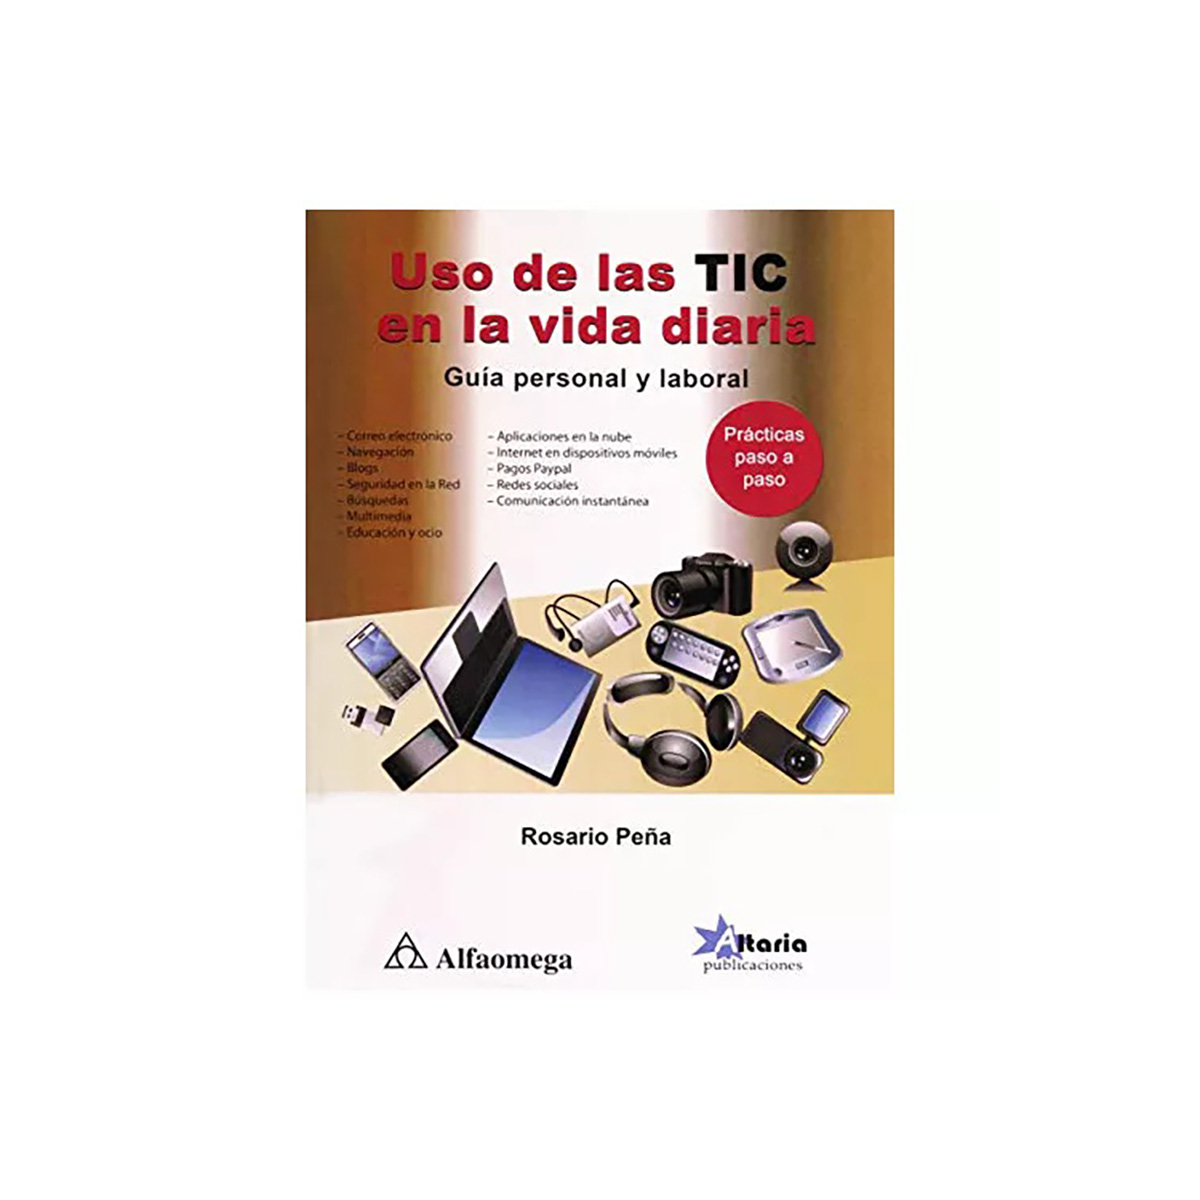 Uso de las TIC
en la vida diaria
Guía personal y laboral
– Correo electrónico
– Navegación
– Blogs
– Seguridad en la Red
– Búsquedas
– Multimedia
– Educación y ocio
– Aplicaciones en la nube
– Internet en dispositivos móviles
– Pagos Paypal
– Redes sociales
– Comunicación instantánea
Prácticas
paso a
paso
Rosario Peña
Alfaomega
Altaria
publicaciones